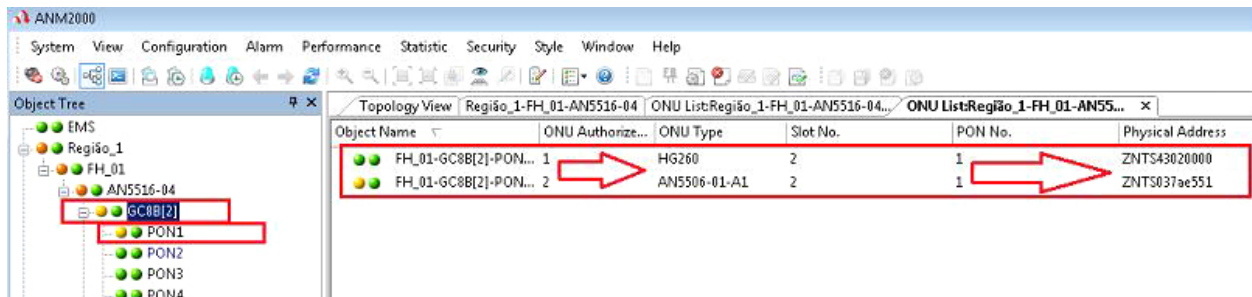 ANM2000
System View Configuration Alarm Performance Statistic Security Style Window Help
Object Tree
Topology View Região_1-FH_01-AN5516-04 ONU List:Região_1-FH_01-AN5516-04... ONU List:Região_1-FH_01-AN55...
EMS
Região_1
FH_01
AN5516-04
GC8B[2]
PON1
PON2
PON3
PON4
Object Name ONU Authorize... ONU Type Slot No. PON No. Physical Address
FH_01-GC8B[2]-PON... 1 HG260 2 1 ZNTS43020000
FH_01-GC8B[2]-PON... 2 AN5506-01-A1 2 1 ZNTS037ae551